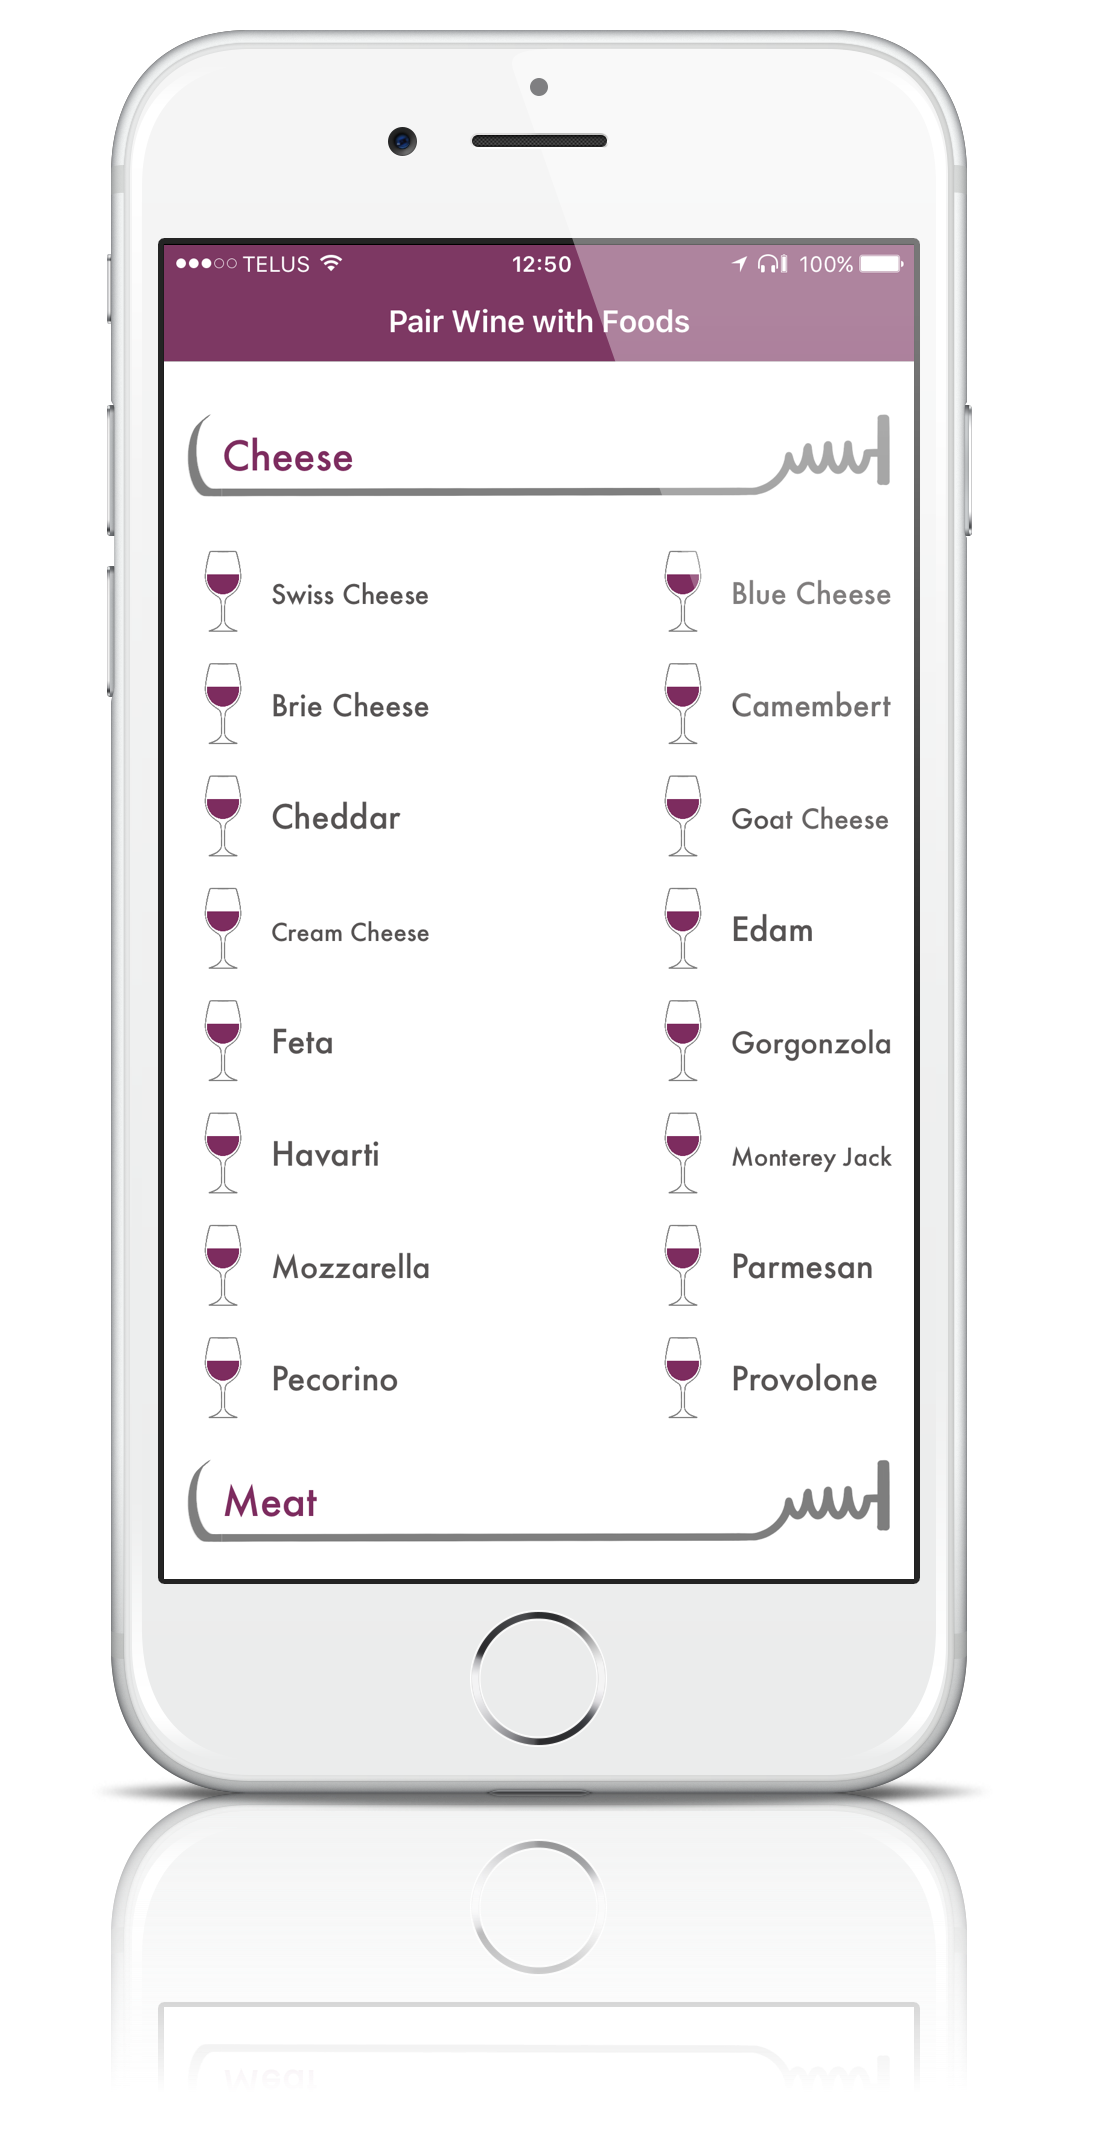 TELUS 12:50 100%
Pair Wine with Foods
Cheese
Swiss Cheese Blue Cheese
Brie Cheese Camembert
Cheddar Goat Cheese
Cream Cheese Edam
Feta Gorgonzola
Havarti Monterey Jack
Mozzarella Parmesan
Pecorino Provolone
Meat